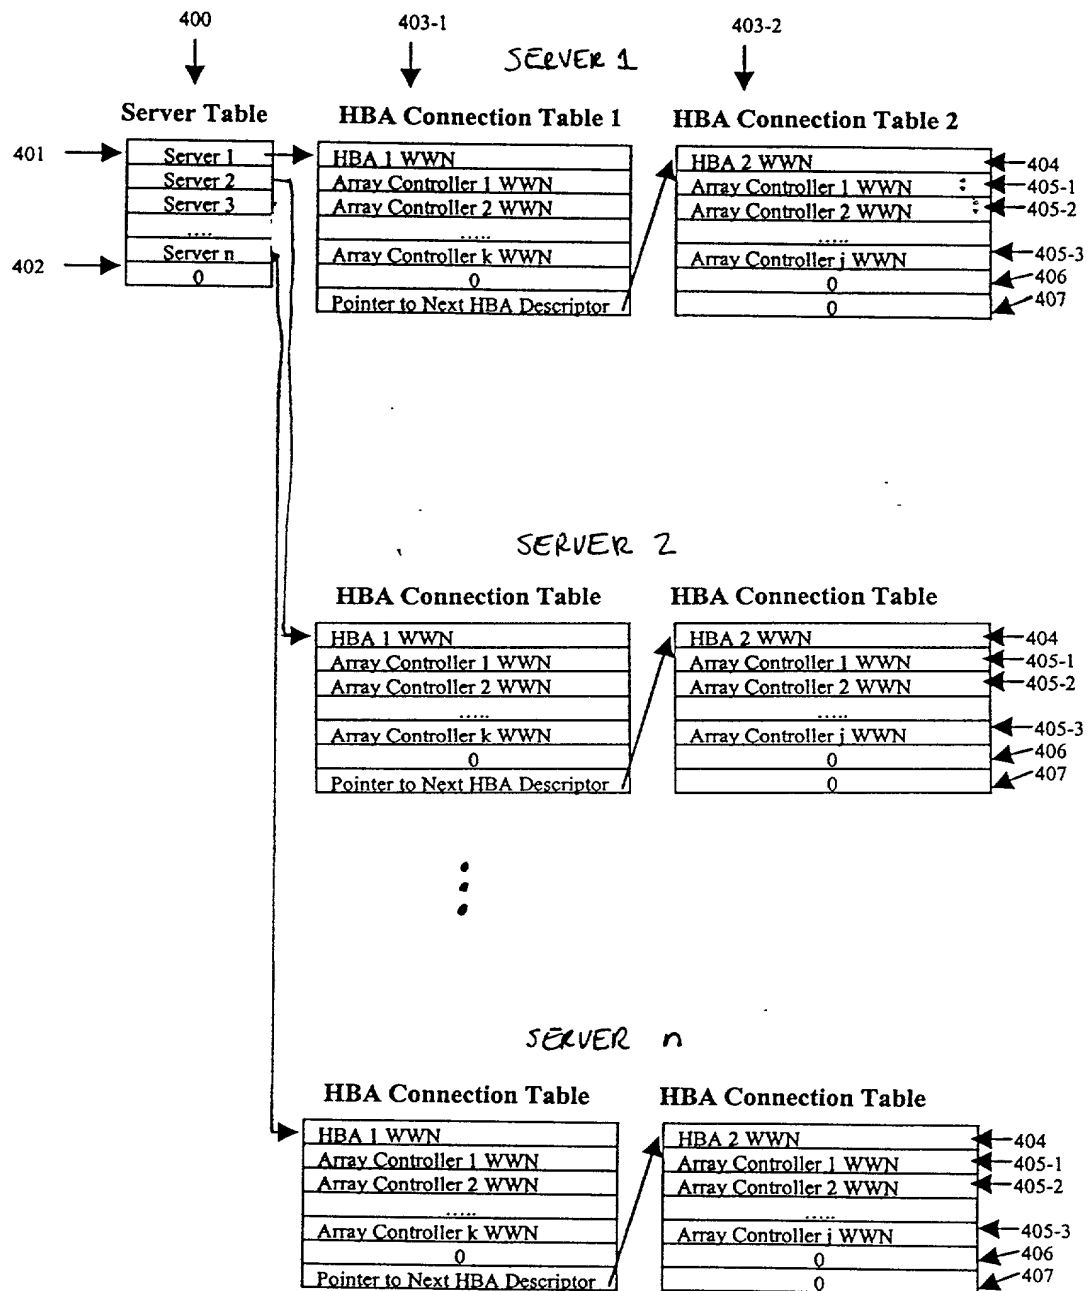 400
403-1
403-2
SERVER 1
Server Table
HBA Connection Table 1
HBA Connection Table 2
401
Server 1
Server 2
Server 3
....
Server n
402
0
HBA 1 WWN
Array Controller 1 WWN
Array Controller 2 WWN
.....
Array Controller k WWN
0
Pointer to Next HBA Descriptor
HBA 2 WWN
404
Array Controller 1 WWN
405-1
Array Controller 2 WWN
405-2
.....
Array Controller j WWN
405-3
0
406
0
407
SERVER 2
HBA Connection Table
HBA Connection Table
HBA 1 WWN
Array Controller 1 WWN
Array Controller 2 WWN
.....
Array Controller k WWN
0
Pointer to Next HBA Descriptor
HBA 2 WWN
404
Array Controller 1 WWN
405-1
Array Controller 2 WWN
405-2
.....
Array Controller j WWN
405-3
0
406
0
407
SERVER n
HBA Connection Table
HBA Connection Table
HBA 1 WWN
Array Controller 1 WWN
Array Controller 2 WWN
.....
Array Controller k WWN
0
Pointer to Next HBA Descriptor
HBA 2 WWN
404
Array Controller 1 WWN
405-1
Array Controller 2 WWN
405-2
.....
Array Controller j WWN
405-3
0
406
0
407